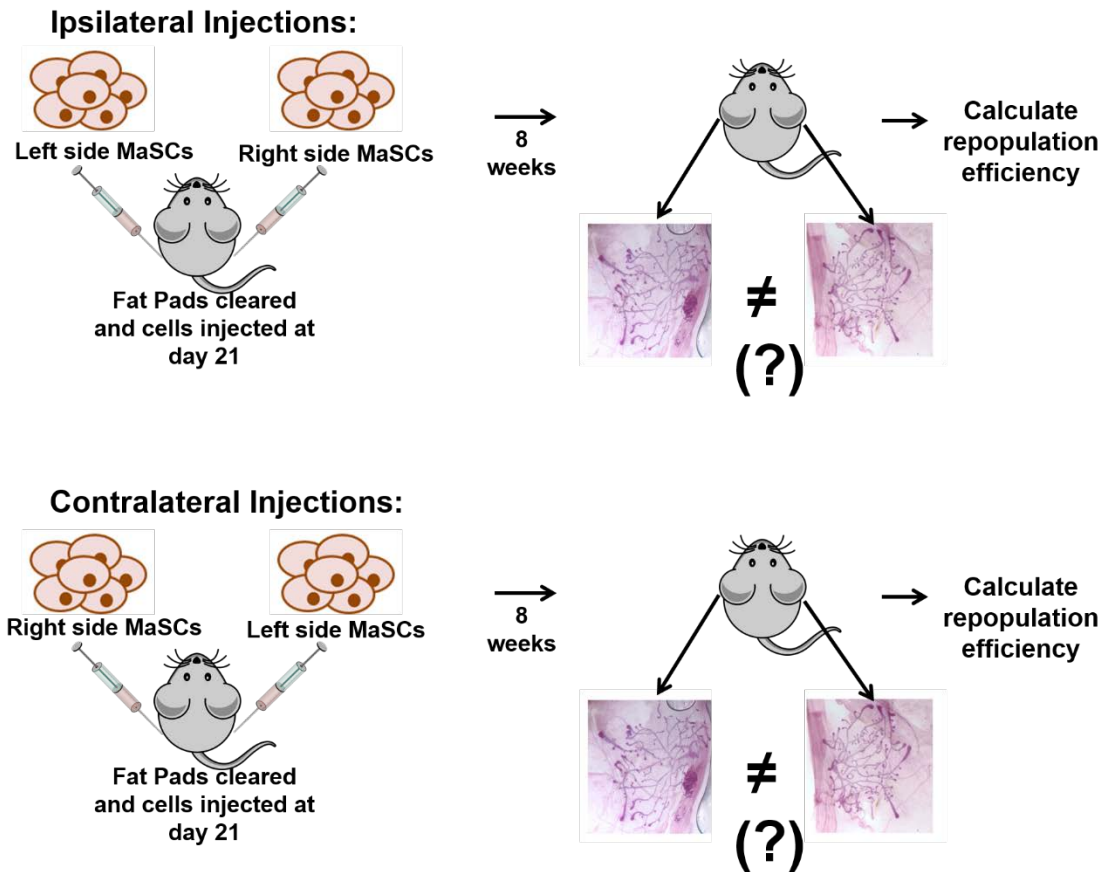 Ipsilateral Injections:
Left side MaSCs
Right side MaSCs
Fat Pads cleared
and cells injected at
day 21
8
weeks
≠
(?)
Calculate
repopulation
efficiency
Contralateral Injections:
Right side MaSCs
Left side MaSCs
Fat Pads cleared
and cells injected at
day 21
8
weeks
≠
(?)
Calculate
repopulation
efficiency